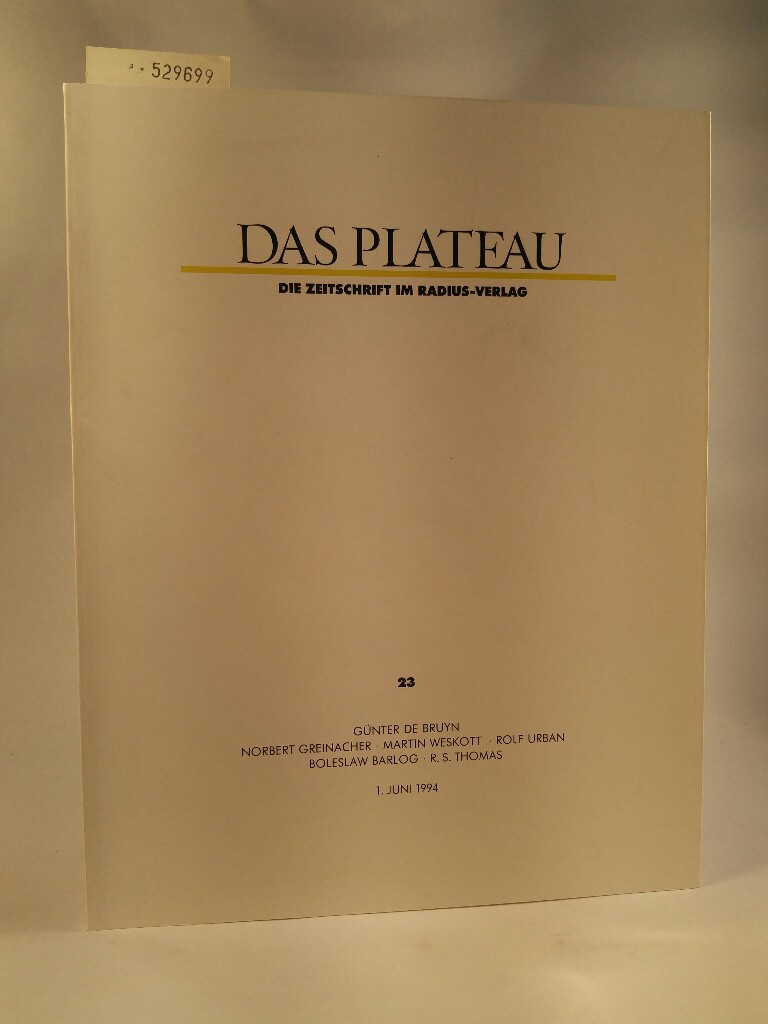 529699
DAS PLATEAU
DIE ZEITSCHRIFT IM RADIUS-VERLAG
23
GÜNTER DE BRUYN
NORBERT GREINACHER · MARTIN WESKOTT · ROLF URBAN
BOLESLAW BARLOG · R. S. THOMAS
1. JUNI 1994